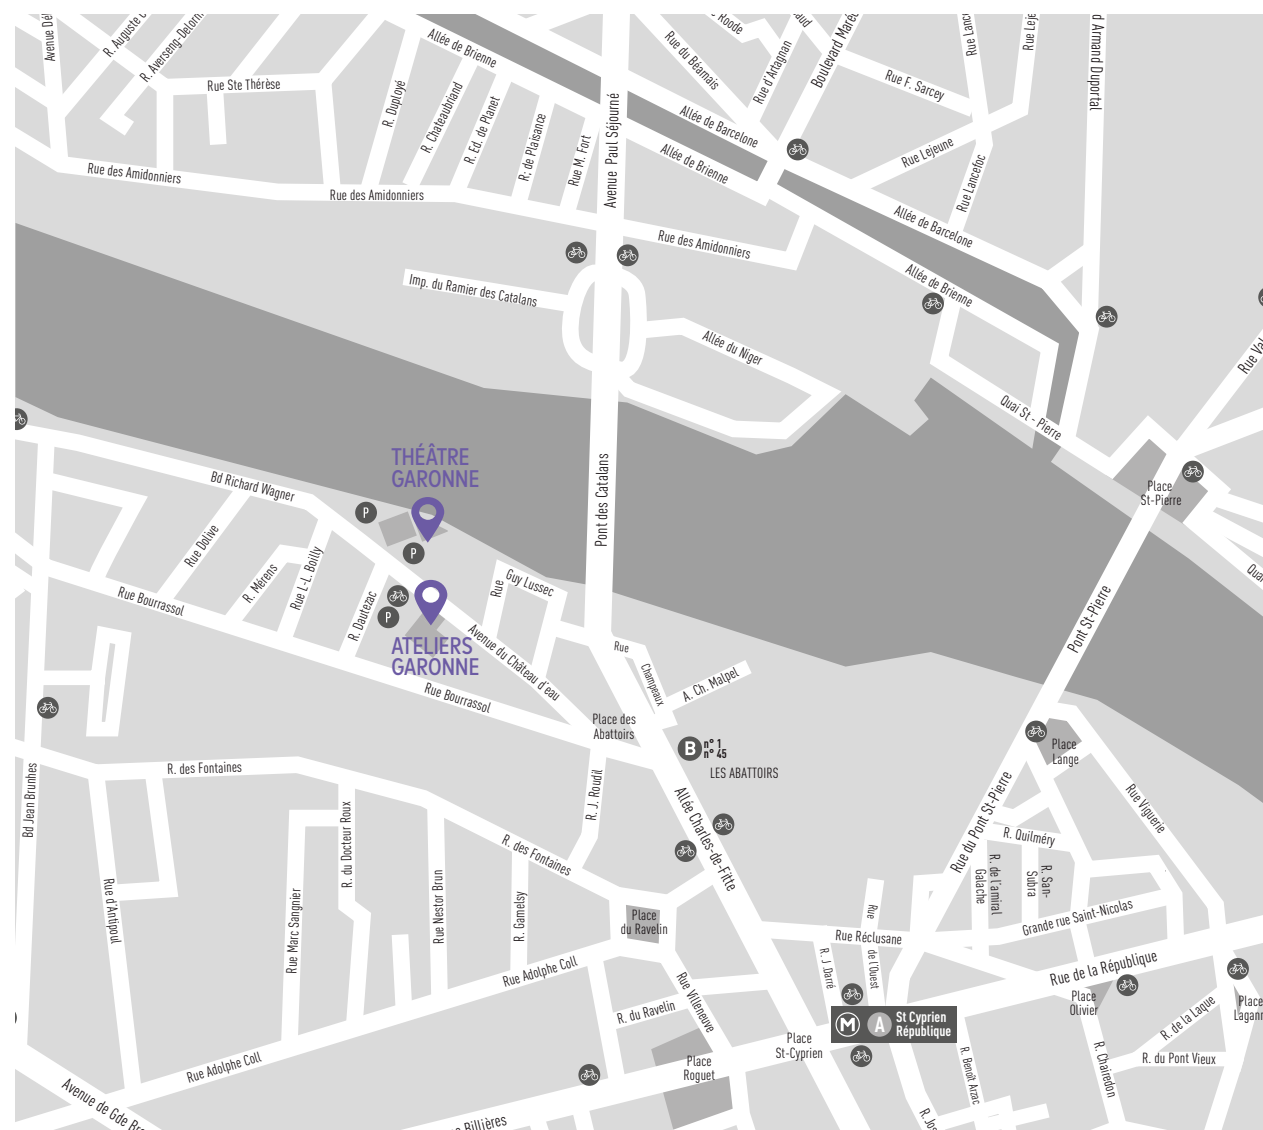 R. Auguste
R. Averseng-Delorm
Rue Ste Thérèse
Allée de Brienne
R. Duployé
R. Chateaubriand
R. Ed. de Planet
R; de Plaisance
Rue M. Fort
Avenue Paul Séjourné
Roode
Rue du Béarnais
Rue d'Artagnan
Boulevard
Rue F. Sarcey
Rue Lejeune
Rue Lancefoc
d Armand Duportal
Allée de Barcelone
Allée de Brienne
Rue des Amidonniers
Rue des Amidonniers
Rue des Amidonniers
Allée de Barcelone
Allée de Brienne
Imp. du Ramier des Catalans
Allée du Niger
Quai St - Pierre
Place
St-Pierre
Pont des Catalans
Pont St-Pierre
THÉÂTRE
GARONNE
P
P
P
Bd Richard Wagner
Rue Dolive
R. Mérens
Rue L-L. Boilly
R. Dautezac
Rue Bourrassol
Rue
Guy Lussec
ATELIERS
GARONNE
Avenue du Château d'eau
Rue Bourrassol
Rue
Champeaux
A. Ch. Malpel
Place des
Abattoirs
B
n° 1
n° 45
LES ABATTOIRS
Place
Lange
Rue Viguerie
Bd Jean Brunhes
R. des Fontaines
R. J. Roudil
Allée Charles-de-Fitte
Rue du Pont St-Pierre
R. Quilméry
R. de l'amiral
Galache
R. San-
Subra
R. du Docteur Roux
R. des Fontaines
Rue d'Antipoul
Rue Marc Sangnier
Rue Nestor Brun
R. Gamelsy
Place
du Ravelin
Rue Réclusane
Rue
de l'Ouest
R. J .Darré
Grande rue Saint-Nicolas
Rue de la République
Rue Adolphe Coll
Rue Villeneuve
R. du Ravelin
Place
Olivier
R. de la Laque
R. du Pont Vieux
R. Chairedon
Place
St-Cyprien
M
A
St Cyprien
République
Place
Roguet
R. Benoît Arzac
Rue Adolphe Coll
Avenue de Gde
Billières